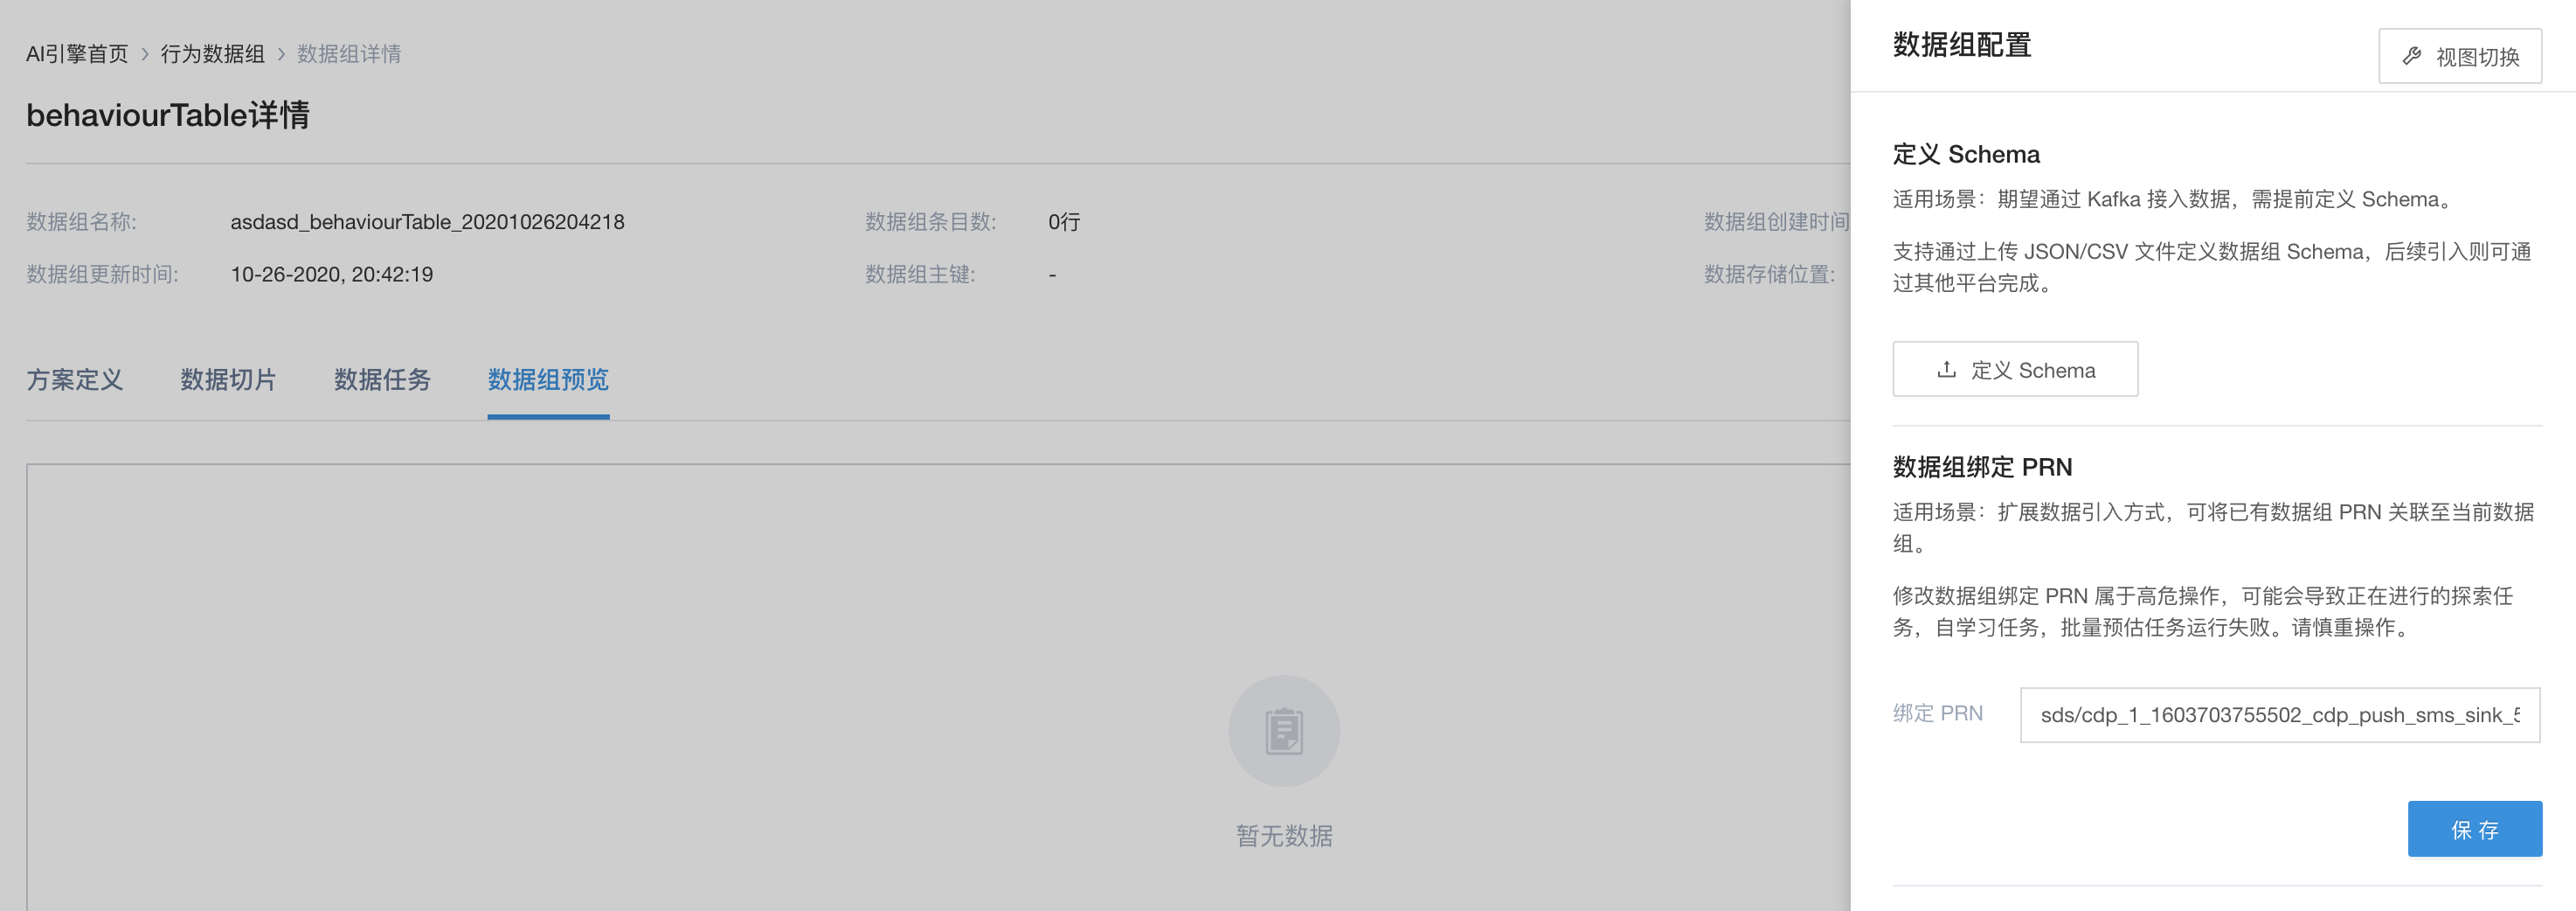 AI引擎首页 > 行为数据组 > 数据组详情
behaviourTable详情
数据组名称: asdasd_behaviourTable_20201026204218 数据组条目数: 0行 数据组创建时间
数据组更新时间: 10-26-2020, 20:42:19 数据组主键: - 数据存储位置:
方案定义 数据切片 数据任务 数据组预览
暂无数据
数据组配置
视图切换
定义 Schema
适用场景：期望通过 Kafka 接入数据，需提前定义 Schema。
支持通过上传 JSON/CSV 文件定义数据组 Schema，后续引入则可通
过其他平台完成。
定义 Schema
数据组绑定 PRN
适用场景：扩展数据引入方式，可将已有数据组 PRN 关联至当前数据
组。
修改数据组绑定 PRN 属于高危操作，可能会导致正在进行的探索任
务，自学习任务，批量预估任务运行失败。请慎重操作。
绑定 PRN sds/cdp_1_1603703755502_cdp_push_sms_sink_5
保 存